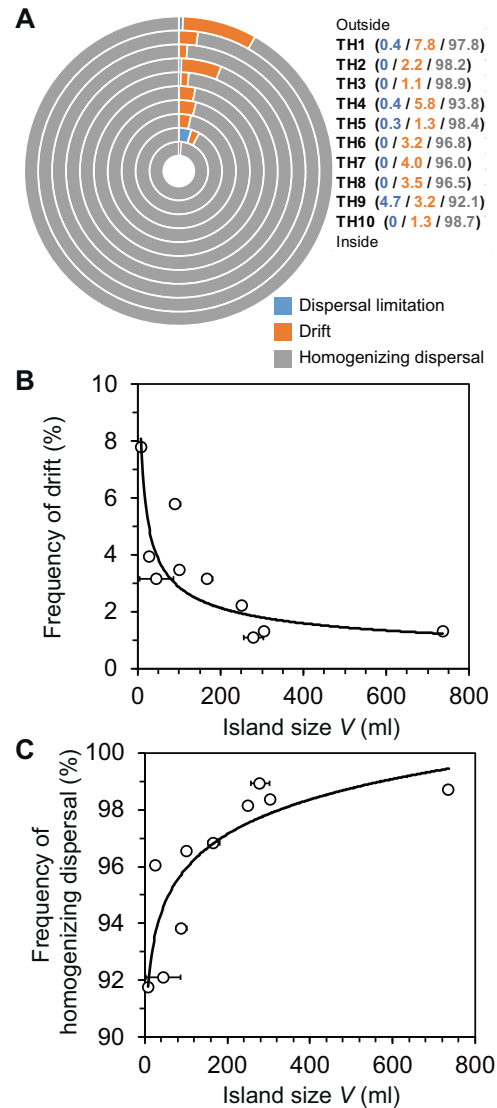 A
Outside
TH1 (0.4 / 7.8 / 97.8)
TH2 (0 / 2.2 / 98.2)
TH3 (0 / 1.1 / 98.9)
TH4 (0.4 / 5.8 / 93.8)
TH5 (0.3 / 1.3 / 98.4)
TH6 (0 / 3.2 / 96.8)
TH7 (0 / 4.0 / 96.0)
TH8 (0 / 3.5 / 96.5)
TH9 (4.7 / 3.2 / 92.1)
TH10 (0 / 1.3 / 98.7)
Inside
Dispersal limitation
Drift
Homogenizing dispersal
B
Frequency of drift (%)
10
8
6
4
2
0
0 200 400 600 800
Island size V (ml)
C
Frequency of
homogenizing dispersal (%)
100
98
96
94
92
90
0 200 400 600 800
Island size V (ml)